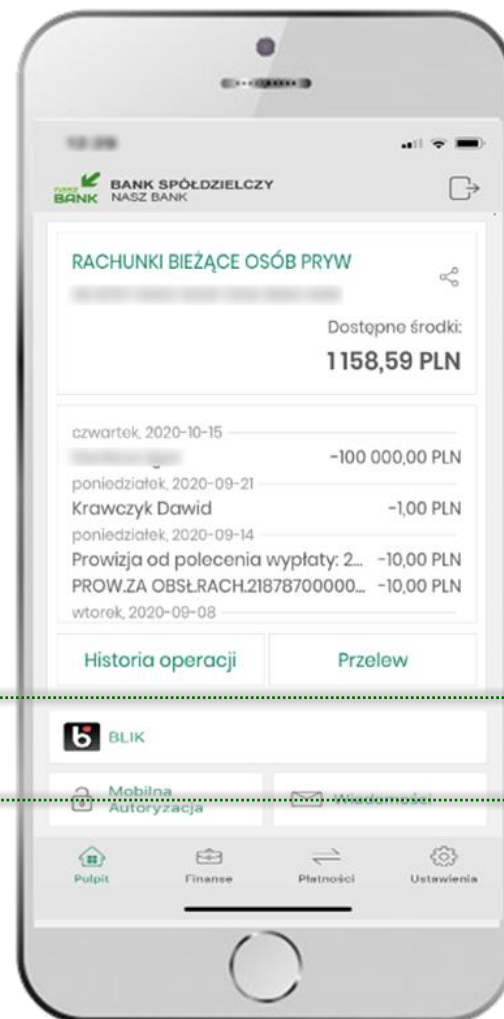 NASZ
BANK
BANK SPÓŁDZIELCZY
NASZ BANK
RACHUNKI BIEŻĄCE OSÓB PRYW
Dostępne środki:
1 158,59 PLN
czwartek, 2020-10-15
-100 000,00 PLN
poniedziałek, 2020-09-21
Krawczyk Dawid -1,00 PLN
poniedziałek, 2020-09-14
Prowizja od polecenia wypłaty: 2... -10,00 PLN
PROW.ZA OBSŁ.RACH.21878700000... -10,00 PLN
wtorek, 2020-09-08
Historia operacji Przelew
BLIK
Mobilna
Autoryzacja
Wiadomości
Pulpit Finanse Płatności Ustawienia